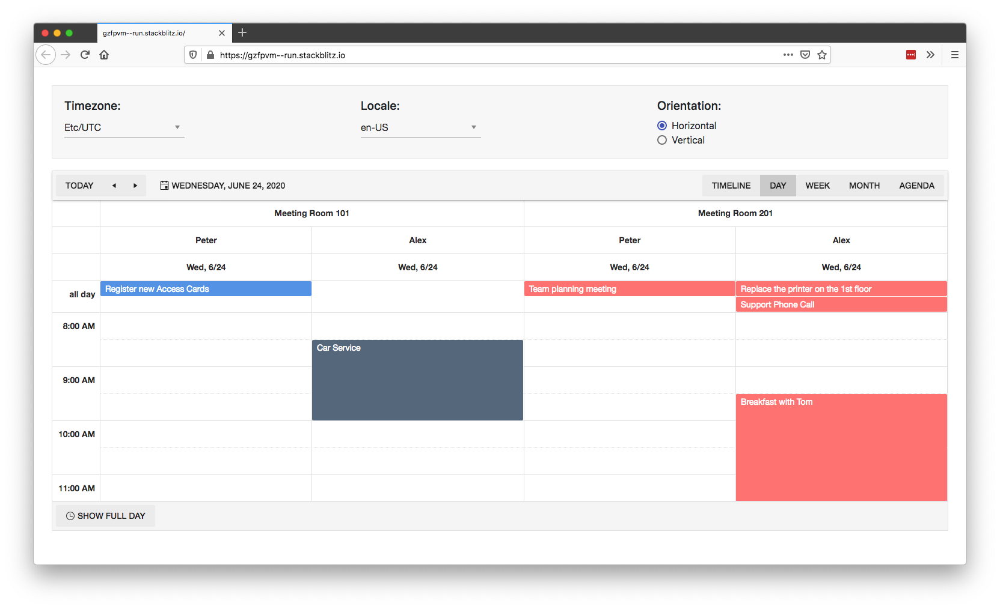 gzfpvm--run.stackblitz.io/
https://gzfpvm--run.stackblitz.io
Timezone: Locale: Orientation:
Etc/UTC en-US Horizontal
Vertical
TODAY WEDNESDAY, JUNE 24, 2020 TIMELINE DAY WEEK MONTH AGENDA
Meeting Room 101 Meeting Room 201
Peter Alex Peter Alex
Wed, 6/24 Wed, 6/24 Wed, 6/24 Wed, 6/24
all day Register new Access Cards Team planning meeting Replace the printer on the 1st floor
Support Phone Call
8:00 AM
Car Service
9:00 AM
Breakfast with Tom
10:00 AM
11:00 AM
SHOW FULL DAY